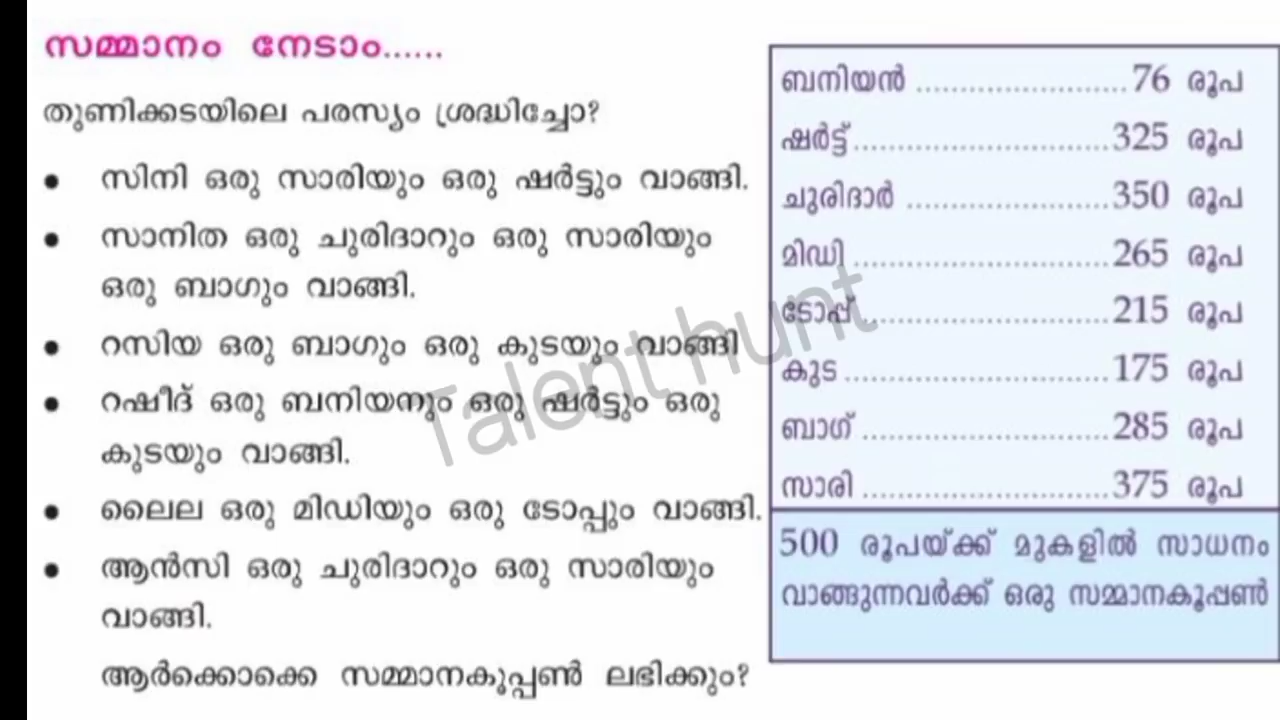 സമ്മാനം നേടാം......
തുണിക്കടയിലെ പരസ്യം ശ്രദ്ധിച്ചോ?
• സിനി ഒരു സാരിയും ഒരു ഷർട്ടും വാങ്ങി.
• സാനിത ഒരു ചുരിദാറും ഒരു സാരിയും
ഒരു ബാഗും വാങ്ങി.
• റസിയ ഒരു ബാഗും ഒരു കുടയും വാങ്ങി
• റഷീദ് ഒരു ബനിയനും ഒരു ഷർട്ടും ഒരു
കുടയും വാങ്ങി.
• ലൈല ഒരു മിഡിയും ഒരു ടോപ്പും വാങ്ങി.
• ആൻസി ഒരു ചുരിദാറും ഒരു സാരിയും
വാങ്ങി.
ആർക്കൊക്കെ സമ്മാനകൂപ്പൺ ലഭിക്കും?
ബനിയൻ ........................ 76 രൂപ
ഷർട്ട് ............................. 325 രൂപ
ചുരിദാർ ....................... 350 രൂപ
മിഡി ............................. 265 രൂപ
ടോപ്പ് ............................ 215 രൂപ
കുട .............................. 175 രൂപ
ബാഗ് ............................ 285 രൂപ
സാരി ............................ 375 രൂപ
500 രൂപയ്ക്ക് മുകളിൽ സാധനം
വാങ്ങുന്നവർക്ക് ഒരു സമ്മാനകൂപ്പൺ
Talent hunt